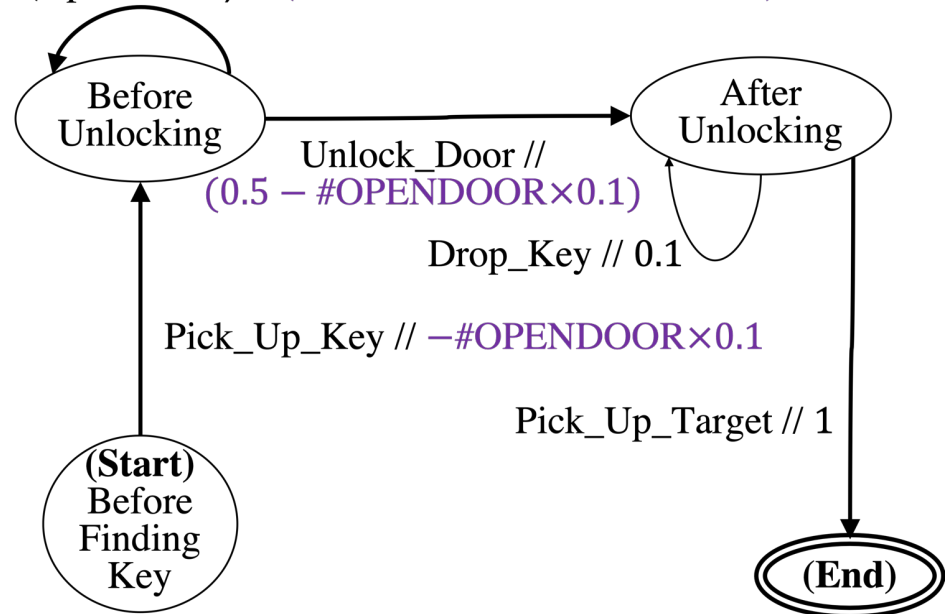 Before
Unlocking
After
Unlocking
Unlock_Door //
(0.5 − #OPENDOOR×0.1)
Drop_Key // 0.1
Pick_Up_Key // −#OPENDOOR×0.1
Pick_Up_Target // 1
(Start)
Before
Finding
Key
(End)